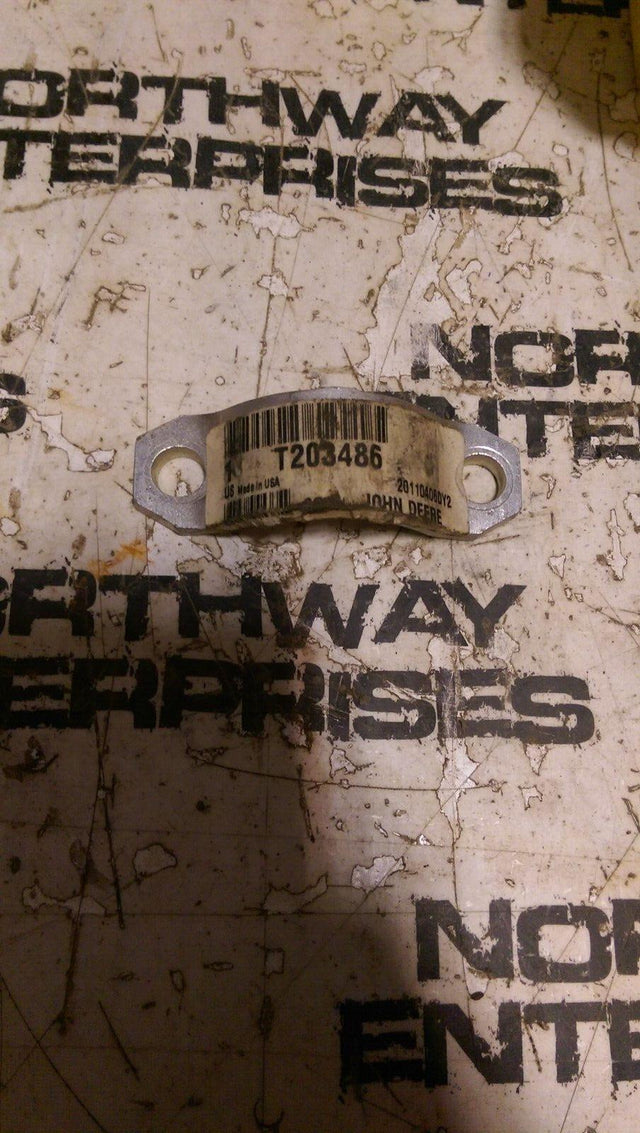 ORTHWAY
TERPRISES
NOR
ENTE
T203486
US Made in USA
20110408DY2
JOHN DEERE
ORTHWAY
ERPRISES
NOR
ENTE